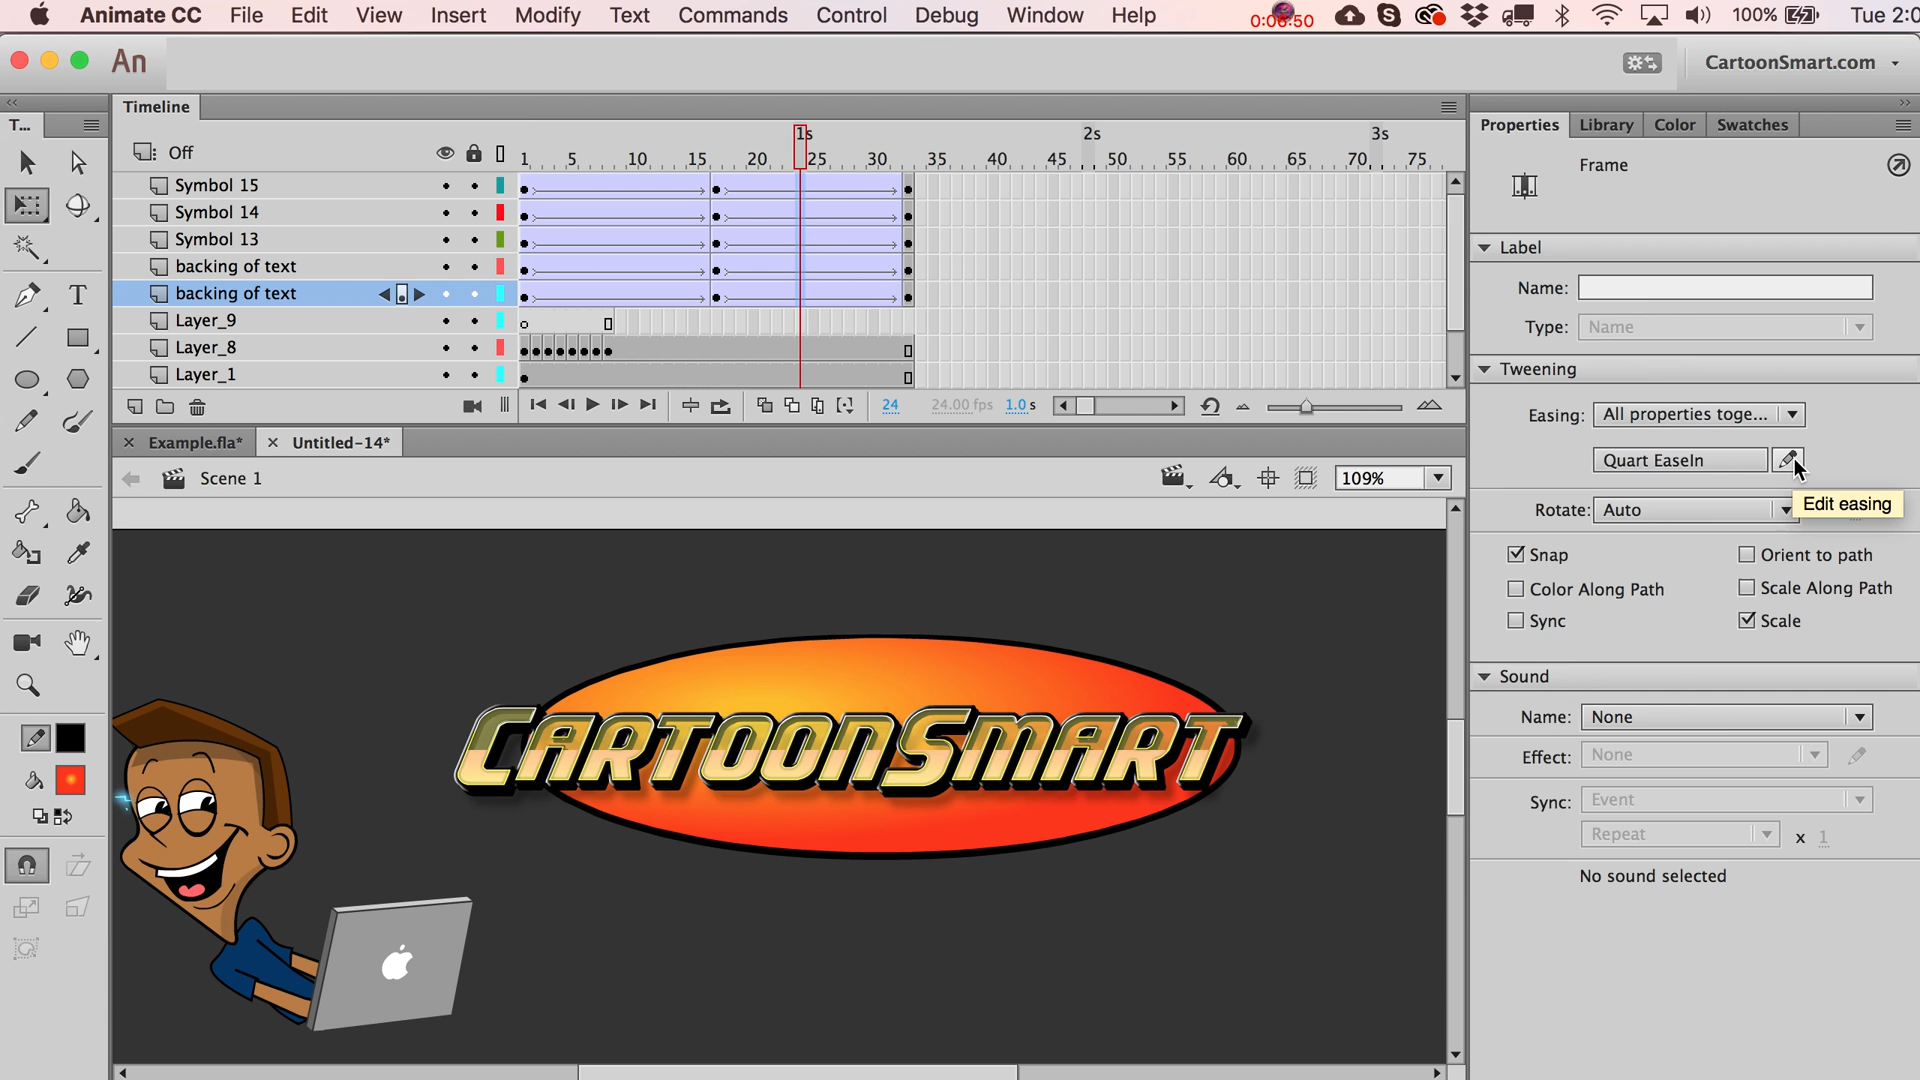 Animate CC File Edit View Insert Modify Text Commands Control Debug Window Help 0:06:50 100% Tue 2:0
An CartoonSmart.com
Timeline
T... Properties Library Color Swatches
1s 2s 3s
Off 1 5 10 15 20 25 30 35 40 45 50 55 60 65 70 75
Frame
Symbol 15
Symbol 14
Symbol 13
Label
backing of text
backing of text
Name:
Layer_9
Type: Name
Layer_8
Layer_1
Tweening
24 24.00 fps 1.0 s
Easing: All properties toge...
Example.fla* Untitled-14*
Quart EaseIn
Scene 1 109%
Edit easing
Rotate: Auto
Snap Orient to path
Color Along Path Scale Along Path
Sync Scale
Sound
CartoonSmart
Name: None
Effect: None
Sync: Event
Repeat x 1
No sound selected